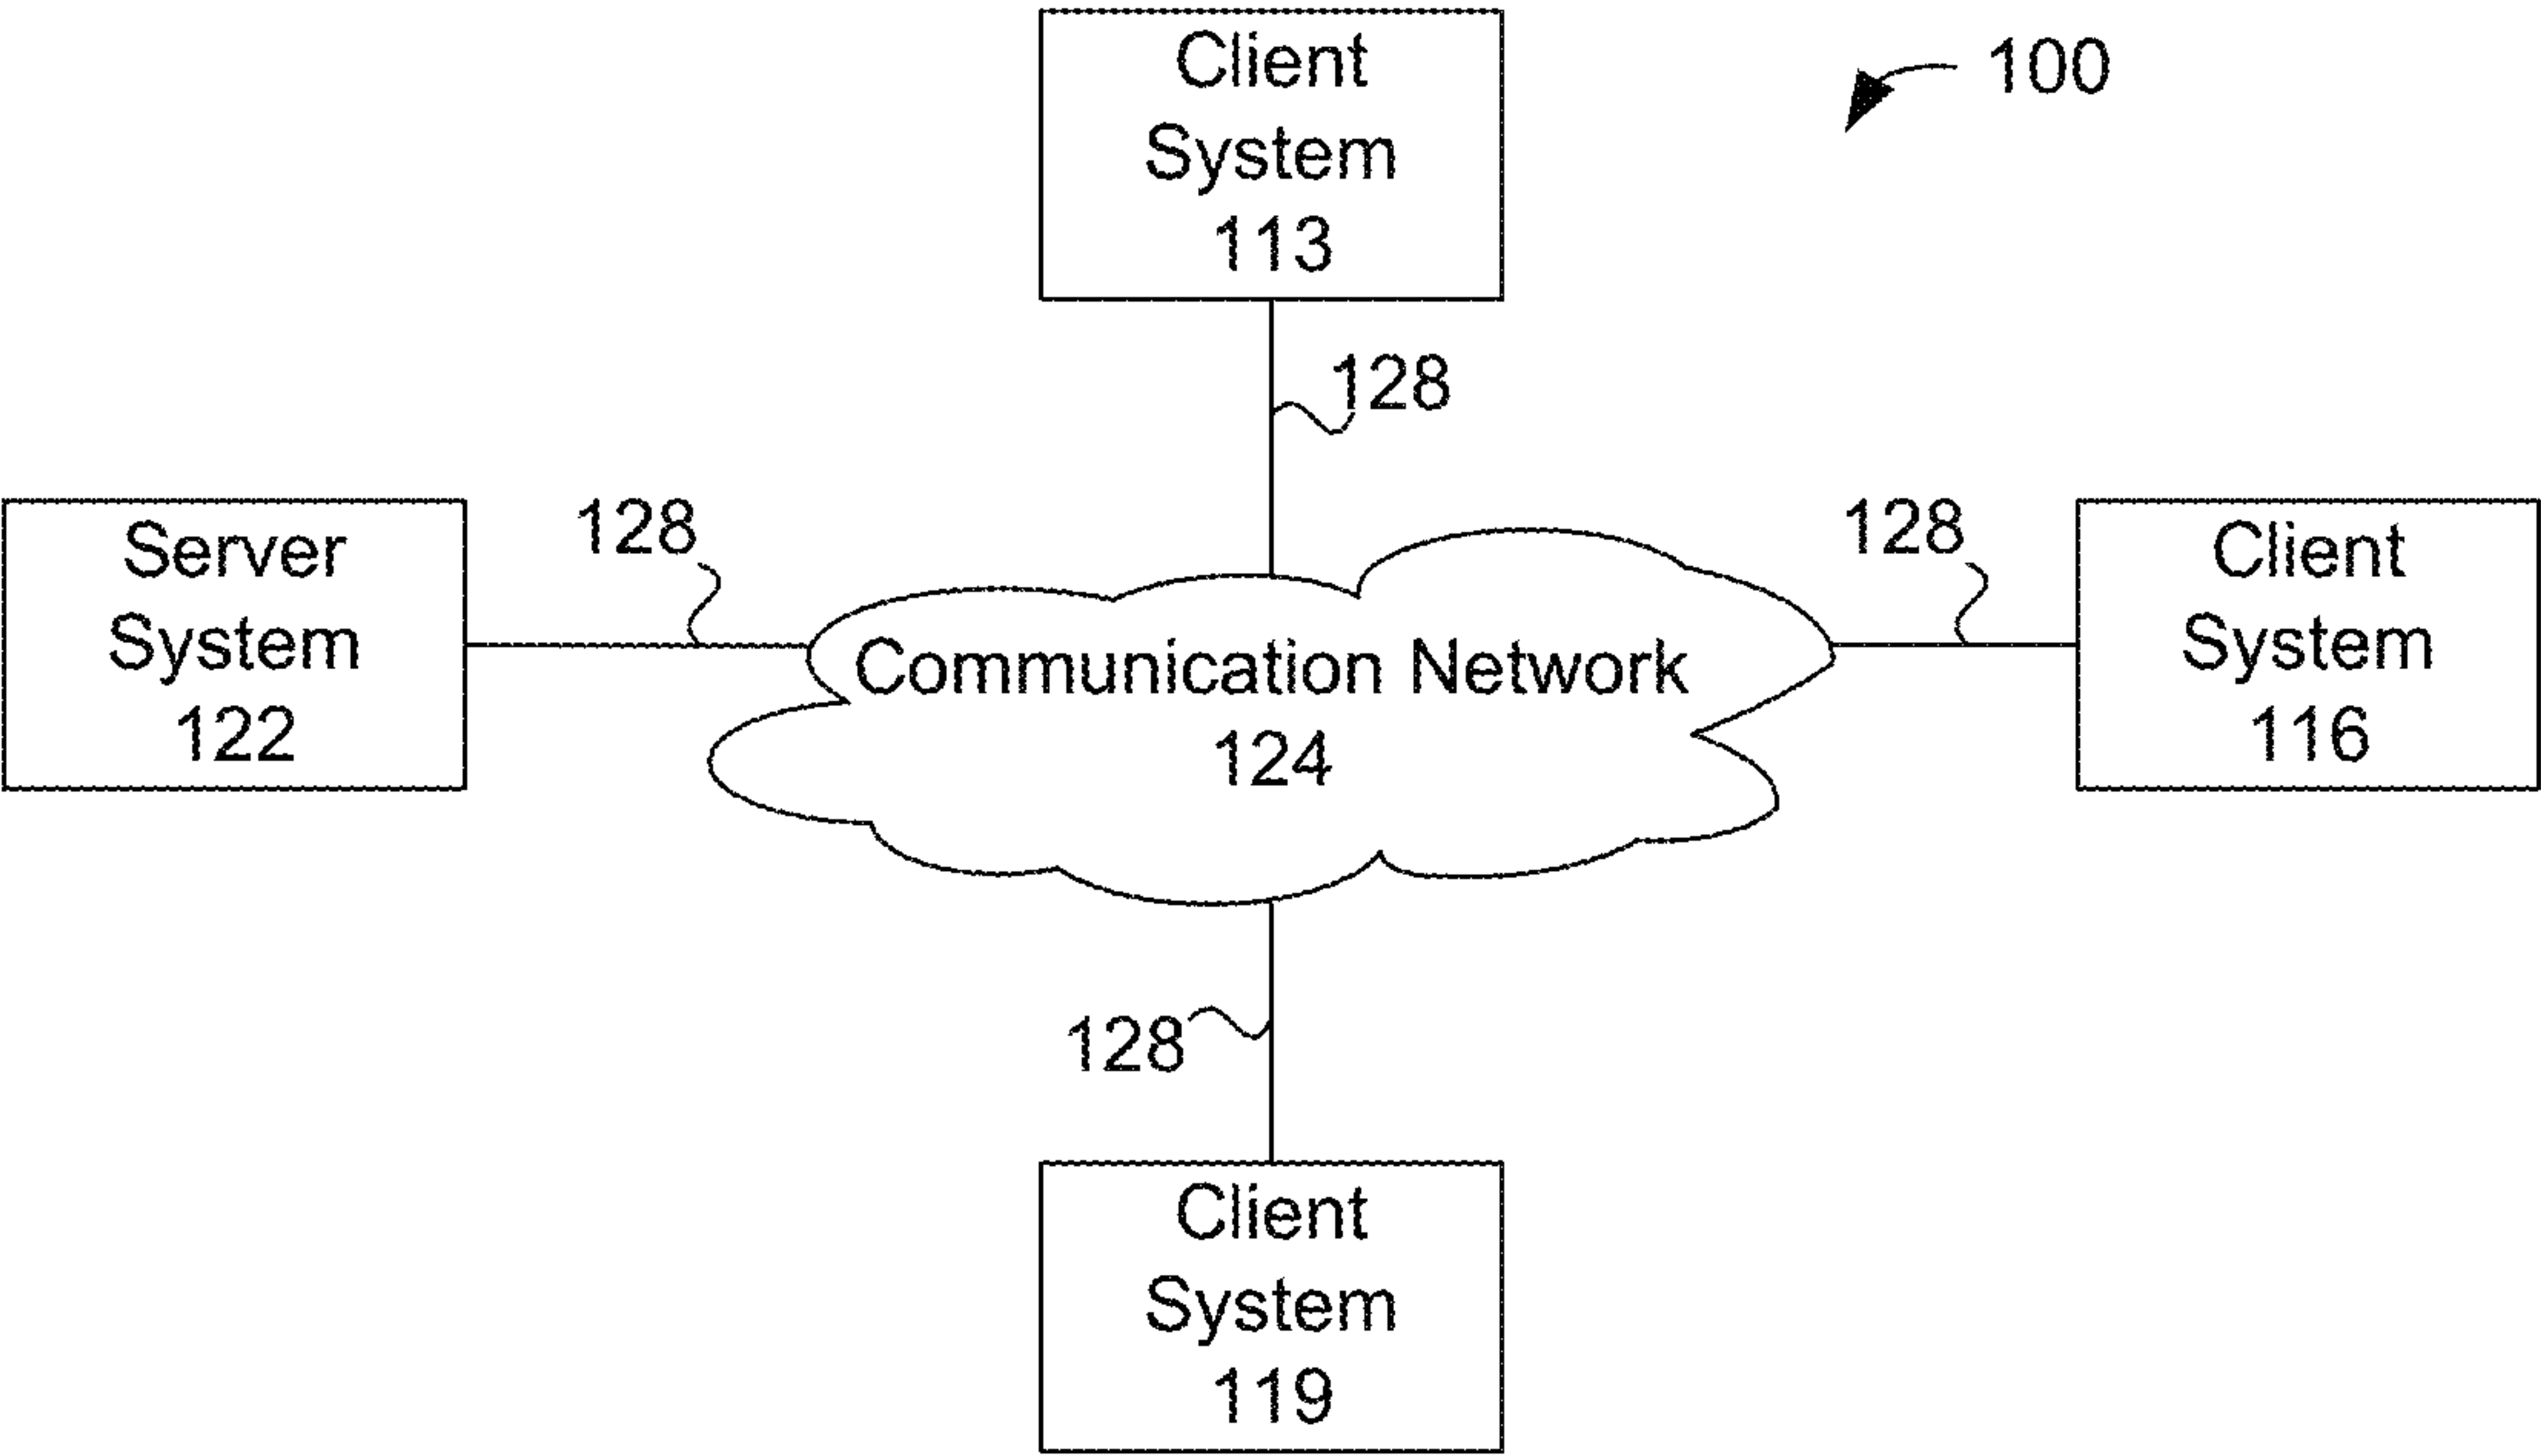 Client
System
113
100
128
Server
System
122
128
Communication Network
124
128
Client
System
116
128
Client
System
119